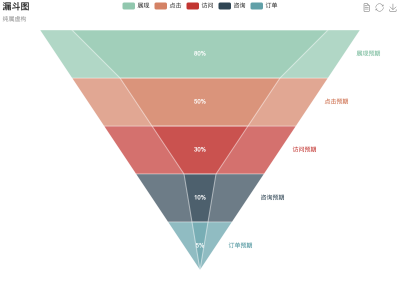 漏斗图
纯属虚构
展现 点击 访问 咨询 订单
80%
展现预期
50%
点击预期
30%
访问预期
10%
咨询预期
5%
订单预期